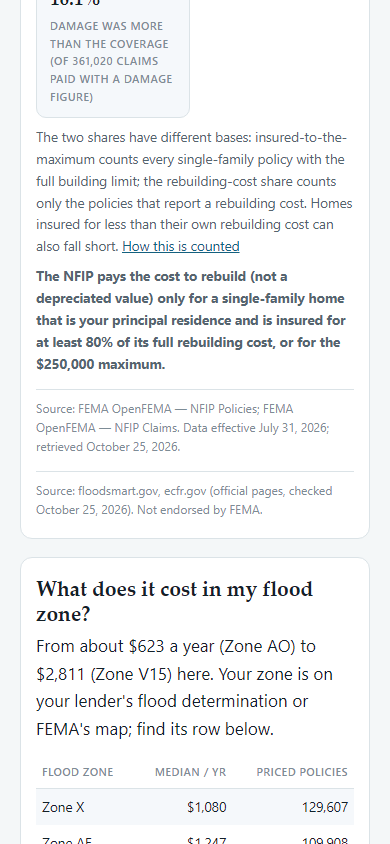 DAMAGE WAS MORE
THAN THE COVERAGE
(OF 361,020 CLAIMS
PAID WITH A DAMAGE
FIGURE)
The two shares have different bases: insured-to-the-
maximum counts every single-family policy with the
full building limit; the rebuilding-cost share counts
only the policies that report a rebuilding cost. Homes
insured for less than their own rebuilding cost can
also fall short. How this is counted
The NFIP pays the cost to rebuild (not a
depreciated value) only for a single-family home
that is your principal residence and is insured for
at least 80% of its full rebuilding cost, or for the
$250,000 maximum.
Source: FEMA OpenFEMA — NFIP Policies; FEMA
OpenFEMA — NFIP Claims. Data effective July 31, 2026;
retrieved October 25, 2026.
Source: floodsmart.gov, ecfr.gov (official pages, checked
October 25, 2026). Not endorsed by FEMA.
What does it cost in my flood
zone?
From about $623 a year (Zone AO) to
$2,811 (Zone V15) here. Your zone is on
your lender's flood determination or
FEMA's map; find its row below.
FLOOD ZONE MEDIAN / YR PRICED POLICIES
Zone X $1,080 129,607
Zone AE $1,247 109,908